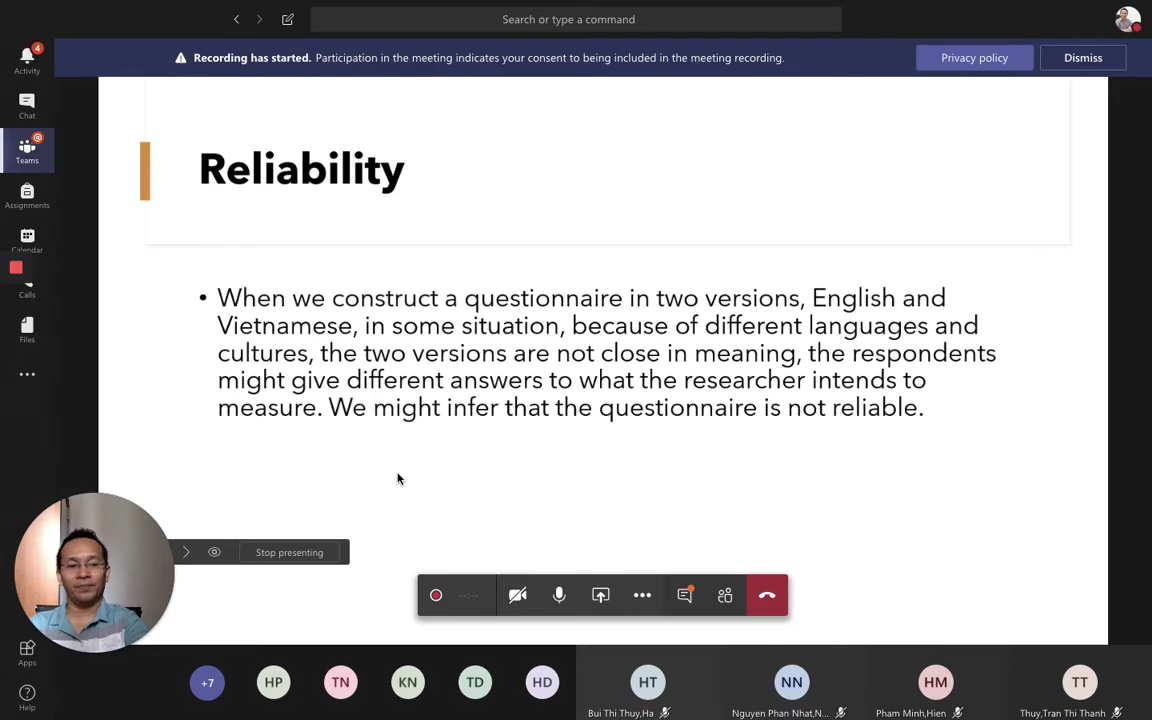 Search or type a command
4
Activity
Recording has started. Participation in the meeting indicates your consent to being included in the meeting recording.
Privacy policy
Dismiss
Chat
Teams
Assignments
Calendar
Calls
Files
Reliability
• When we construct a questionnaire in two versions, English and
Vietnamese, in some situation, because of different languages and
cultures, the two versions are not close in meaning, the respondents
might give different answers to what the researcher intends to
measure. We might infer that the questionnaire is not reliable.
Stop presenting
--:--
Apps
Help
+7
HP
TN
KN
TD
HD
HT
Bui Thi Thuy,Ha
NN
Nguyen Phan Nhat,N...
HM
Pham Minh,Hien
TT
Thuy,Tran Thi Thanh